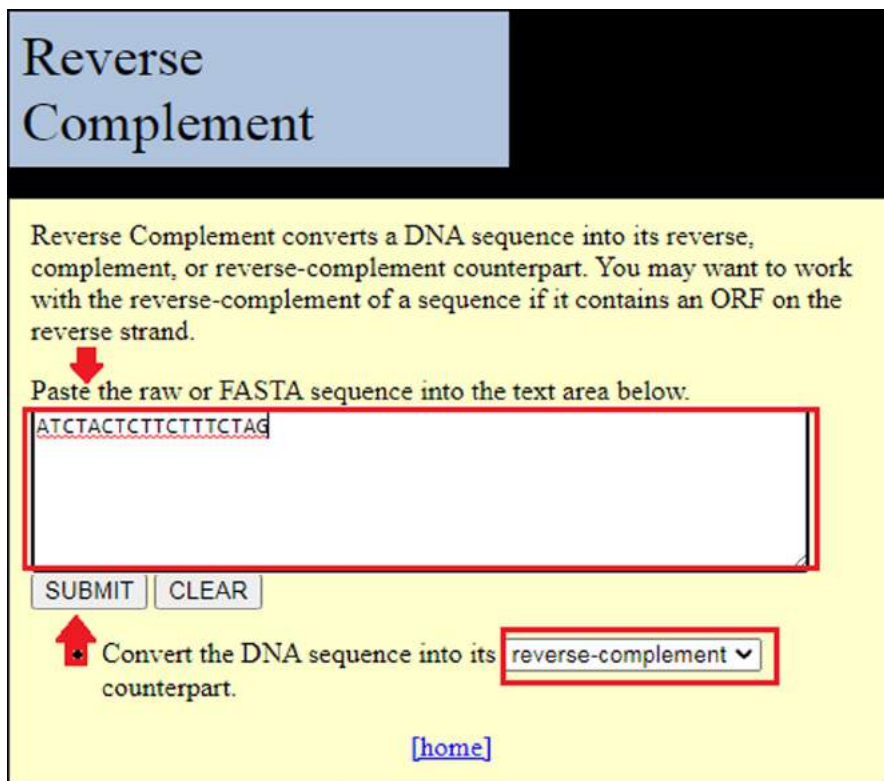 Reverse
Complement
Reverse Complement converts a DNA sequence into its reverse,
complement, or reverse-complement counterpart. You may want to work
with the reverse-complement of a sequence if it contains an ORF on the
reverse strand.
Paste the raw or FASTA sequence into the text area below.
ATCTACTCTTCTTTCTAG
SUBMIT CLEAR
Convert the DNA sequence into its reverse-complement
counterpart.
[home]